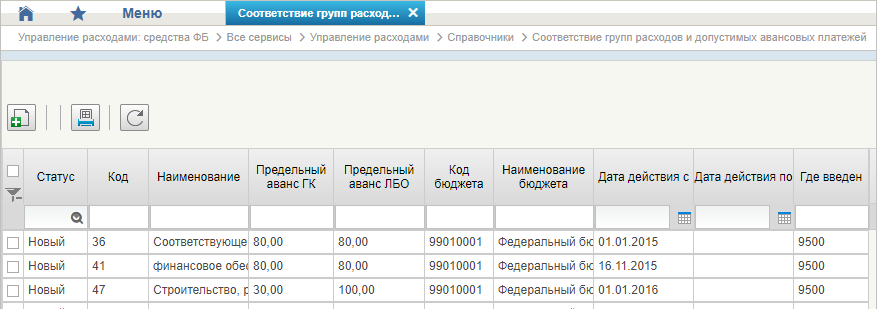 Меню Соответствие групп расход...
Управление расходами: средства ФБ Все сервисы Управление расходами Справочники Соответствие групп расходов и допустимых авансовых платежей
Статус Код Наименование Предельный аванс ГК Предельный аванс ЛБО Код бюджета Наименование бюджета Дата действия с Дата действия по Где введен
Новый 36 Соответствующе 80,00 80,00 99010001 Федеральный бю 01.01.2015 9500
Новый 41 финансовое обес 80,00 80,00 99010001 Федеральный бю 16.11.2015 9500
Новый 47 Строительство, р 30,00 100,00 99010001 Федеральный бю 01.01.2016 9500